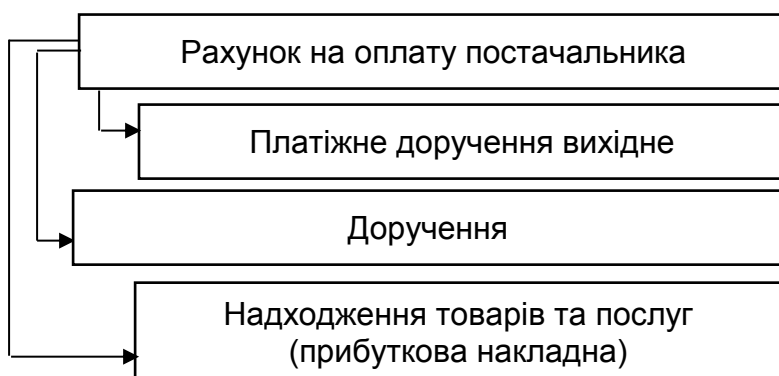 Рахунок на оплату постачальника
Платіжне доручення вихідне
Доручення
Надходження товарів та послуг
(прибуткова накладна)